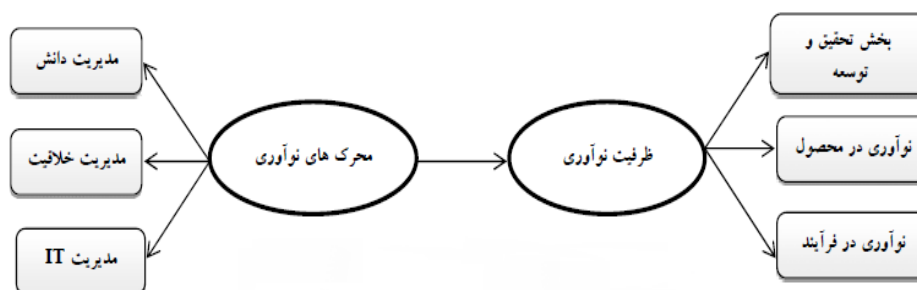 بخش تحقیق و
توسعه
نوآوری در محصول
نوآوری در فرآیند
ظرفیت نوآوری
محرک های نوآوری
مدیریت دانش
مدیریت خلاقیت
مدیریت IT